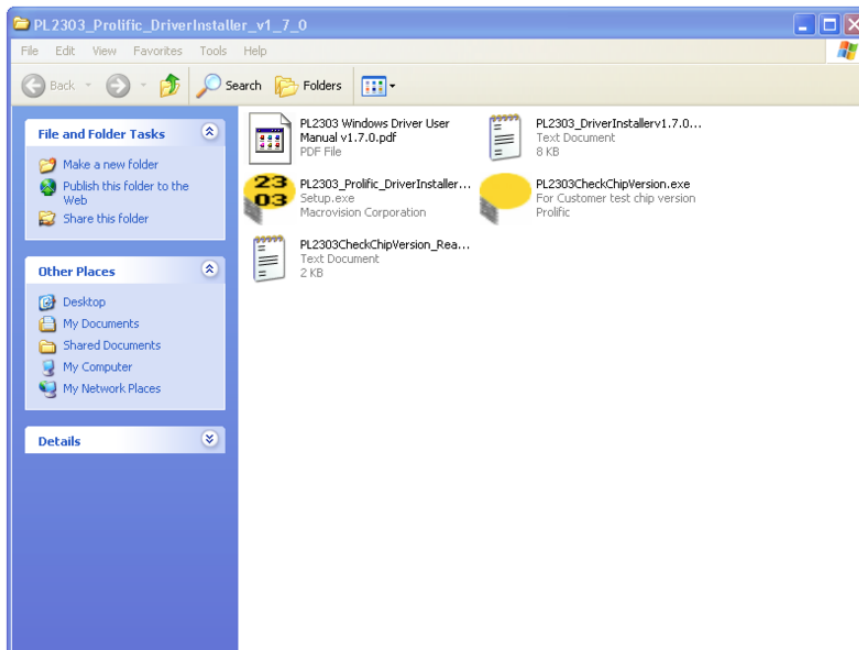 PL2303_Prolific_DriverInstaller_v1_7_0
File Edit View Favorites Tools Help
Back Search Folders
File and Folder Tasks
Make a new folder
Publish this folder to the
Web
Share this folder
Other Places
Desktop
My Documents
Shared Documents
My Computer
My Network Places
Details
PL2303 Windows Driver User
Manual v1.7.0.pdf
PDF File
PL2303_DriverInstallerv1.7.0...
Text Document
8 KB
23
03
PL2303_Prolific_DriverInstaller...
Setup.exe
Macrovision Corporation
PL2303CheckChipVersion.exe
For Customer test chip version
Prolific
PL2303CheckChipVersion_Rea...
Text Document
2 KB